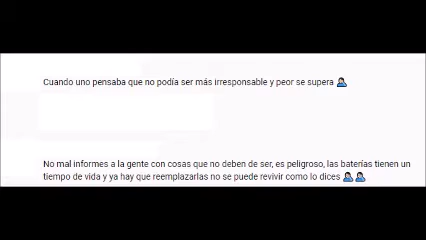 Cuando uno pensaba que no podía ser más irresponsable y peor se supera 🤦🏻‍♂️
No mal informes a la gente con cosas que no deben de ser, es peligroso, las baterías tienen un
tiempo de vida y ya hay que reemplazarlas no se puede revivir como lo dices 🤦🏻‍♂️🤦🏻‍♂️